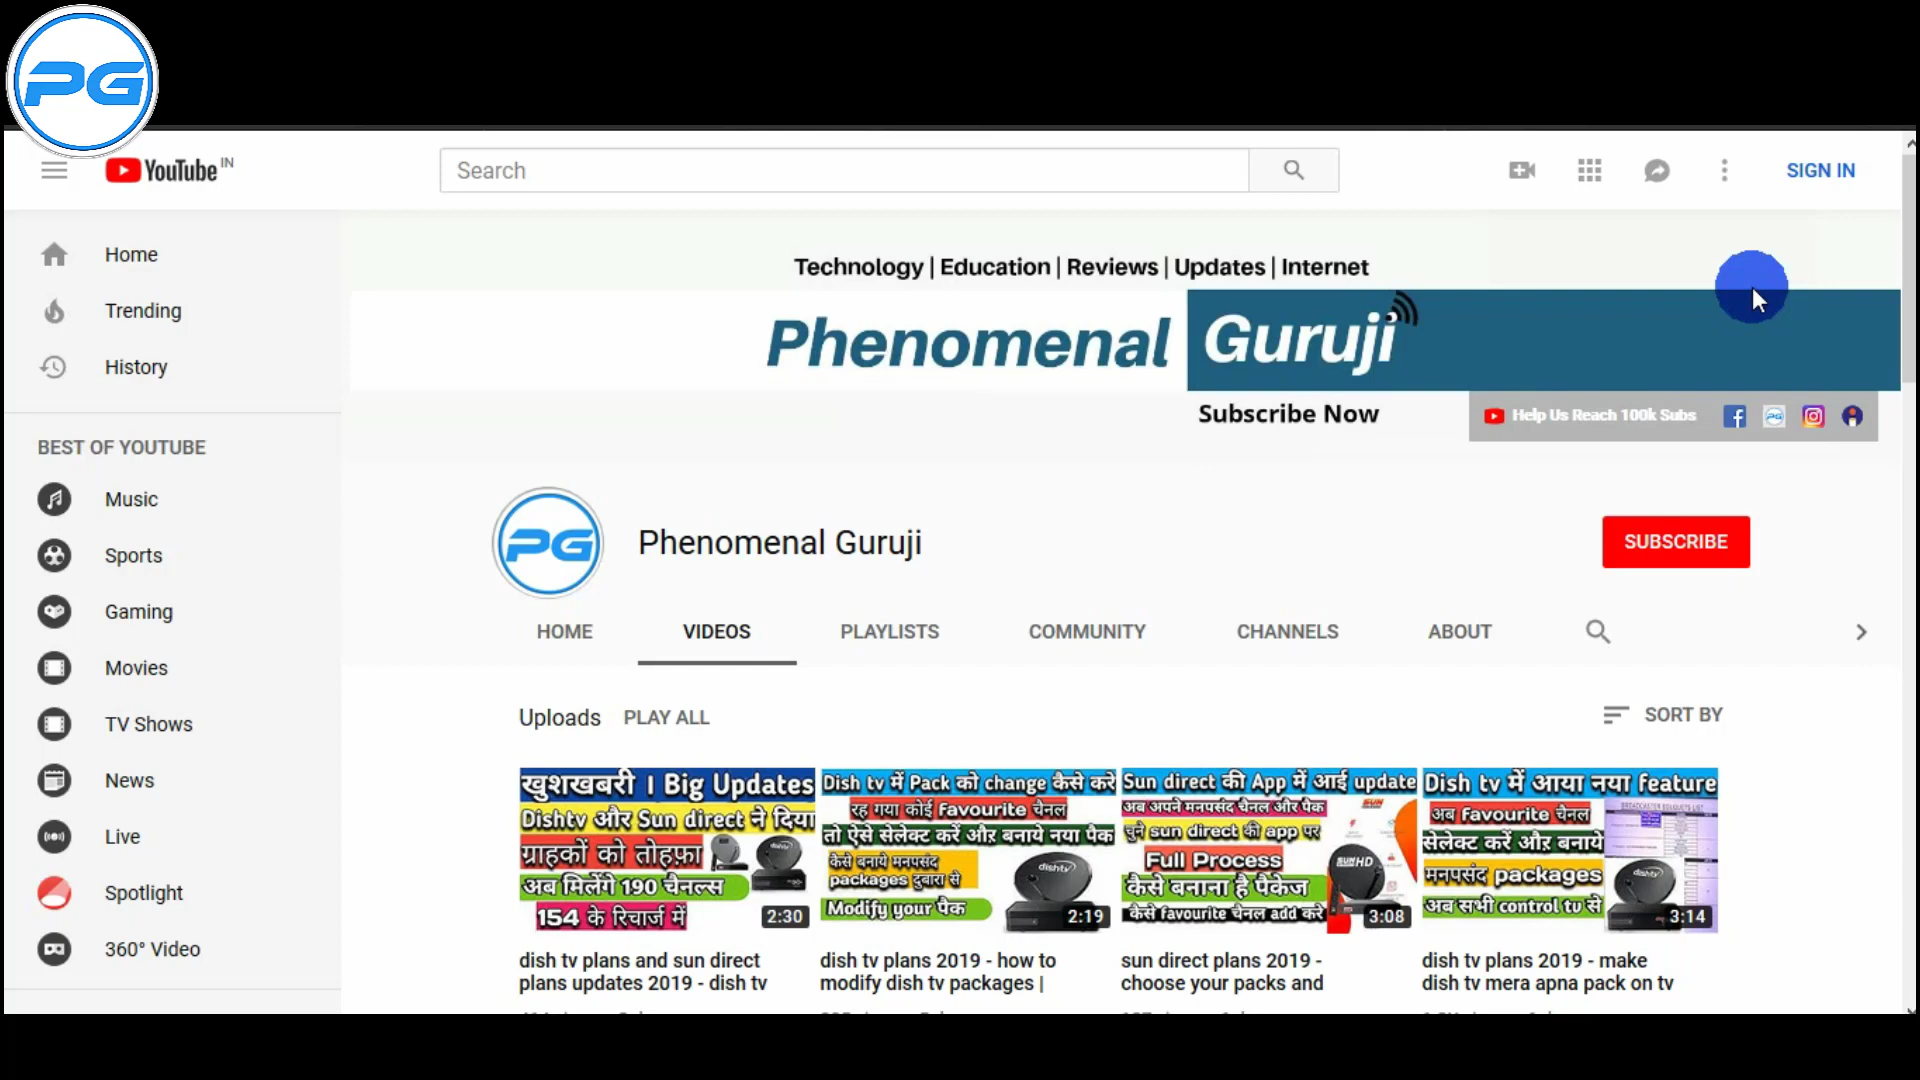 PG
YouTube IN
Search
SIGN IN
Home
Trending
History
BEST OF YOUTUBE
Music
Sports
Gaming
Movies
TV Shows
News
Live
Spotlight
360° Video
Technology | Education | Reviews | Updates | Internet
Phenomenal Guruji
Subscribe Now
Help Us Reach 100k Subs
PG
Phenomenal Guruji
SUBSCRIBE
HOME VIDEOS PLAYLISTS COMMUNITY CHANNELS ABOUT
Uploads PLAY ALL
SORT BY
खुशखबरी । Big Updates
Dishtv और Sun direct ने दिया
ग्राहकों को तोहफ़ा
अब मिलेंगे 190 चैनल्स
154 के रिचार्ज में
2:30
dish tv plans and sun direct
plans updates 2019 - dish tv
Dish tv में Pack को change कैसे करे
रह गया कोई Favourite चैनल
तो ऐसे सेलेक्ट करें और बनाये नया पैक
कैसे बनाये मनपसंद
packages दुबारा से
Modify your पैक
dishtv
2:19
dish tv plans 2019 - how to
modify dish tv packages |
Sun direct की App में आई update
अब अपने मनपसंद चैनल और पैक
चुने sun direct की app पर
Full Process
कैसे बनाना है पैकेज
कैसे favourite चैनल add करे
SUN HD
3:08
sun direct plans 2019 -
choose your packs and
Dish tv में आया नया feature
अब favourite चैनल
सेलेक्ट करें और बनाये
मनपसंद packages
अब सभी control tv से
BROADCASTER BOUQUETS LIST
dishtv
3:14
dish tv plans 2019 - make
dish tv mera apna pack on tv